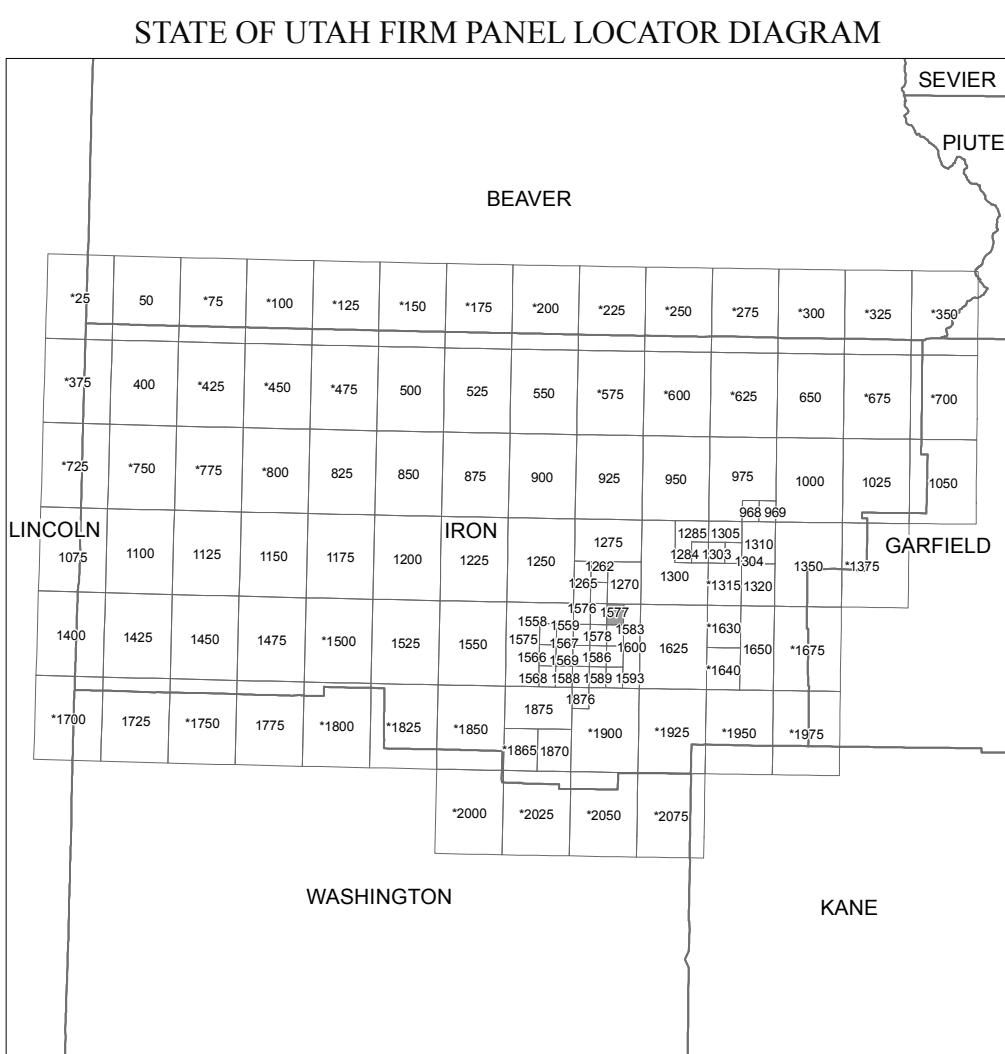 STATE OF UTAH FIRM PANEL LOCATOR DIAGRAM
SEVIER
PIUTE
BEAVER
*25 50 *75 *100 *125 *150 *175 *200 *225 *250 *275 *300 *325 *350
*375 400 *425 *450 *475 500 525 550 *575 *600 *625 650 *675 *700
*725 *750 *775 *800 825 850 875 900 925 950 975 1000 1025 1050
968 969
LINCOLN IRON GARFIELD
1285 1305
1275 1310
1075 1100 1125 1150 1175 1200 1225 1250 1284 1303 1304 1350 *1375
1262
1265 1270 1300 *1315 1320
1576 1577
1558 1559 1583 *1630
1400 1425 1450 1475 *1500 1525 1550 1575 1567 1578 1600 1625 1650 *1675
1566 1569 1586 *1640
1568 1588 1589 1593
1876
1875
*1700 1725 *1750 1775 *1800 *1825 *1850 *1900 *1925 *1950 *1975
*1865 1870
*2000 *2025 *2050 *2075
WASHINGTON
KANE